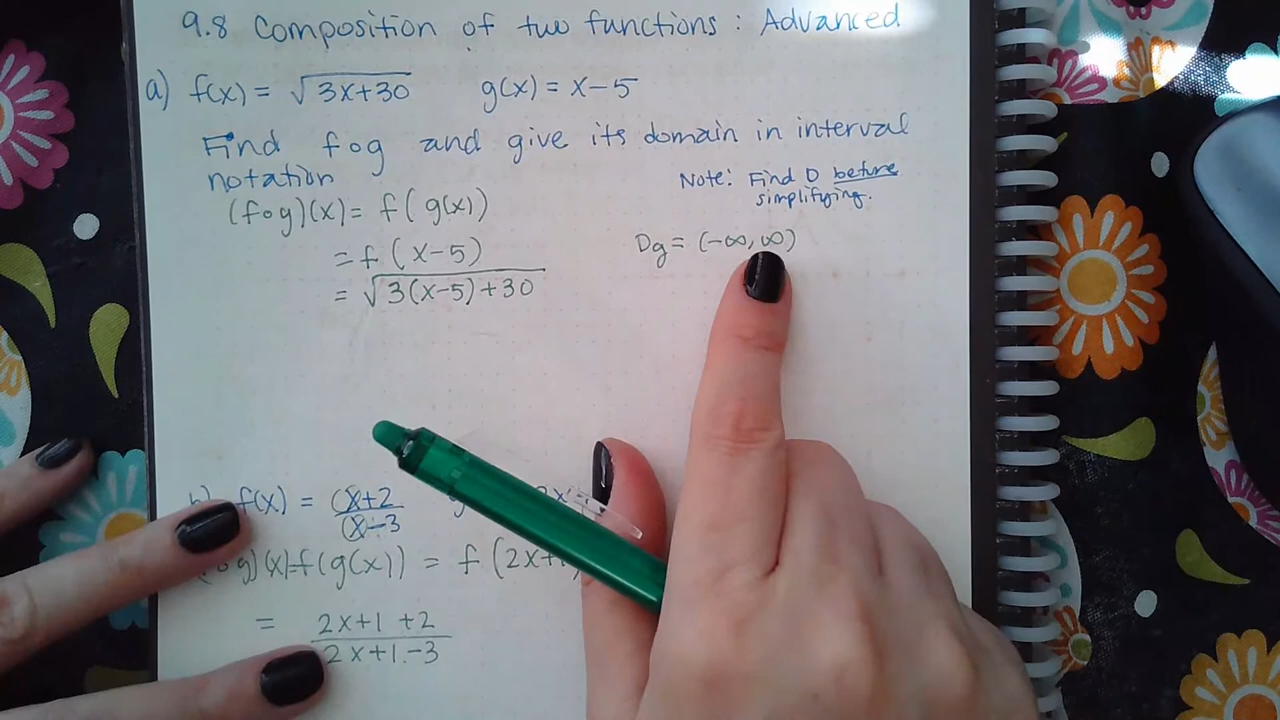 9.8 Composition of two functions : Advanced
a) f(x) = √3x+30 g(x) = x-5
Find fog and give its domain in interval
notation
Note: Find D before
simplifying.
(f∘g)(x) = f(g(x))
= f(x-5)
Dg = (-∞,∞)
= √3(x-5)+30
f(x) = (x+2
(x-3
g)(x)=f(g(x)) = f(2x+
= 2x+1+2
2x+1-3